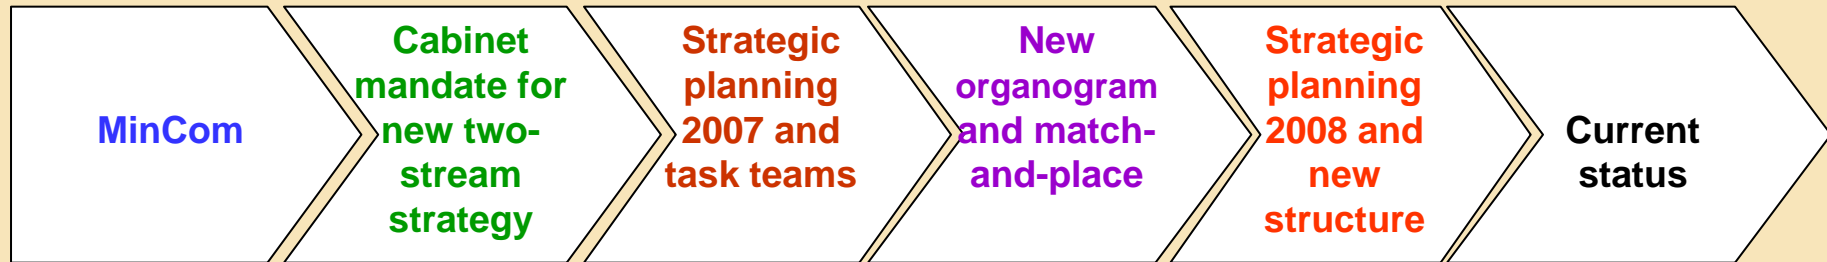 MinCom
Cabinet
mandate for
new two-
stream
strategy
Strategic
planning
2007 and
task teams
New
organogram
and match-
and-place
Strategic
planning
2008 and
new
structure
Current
status